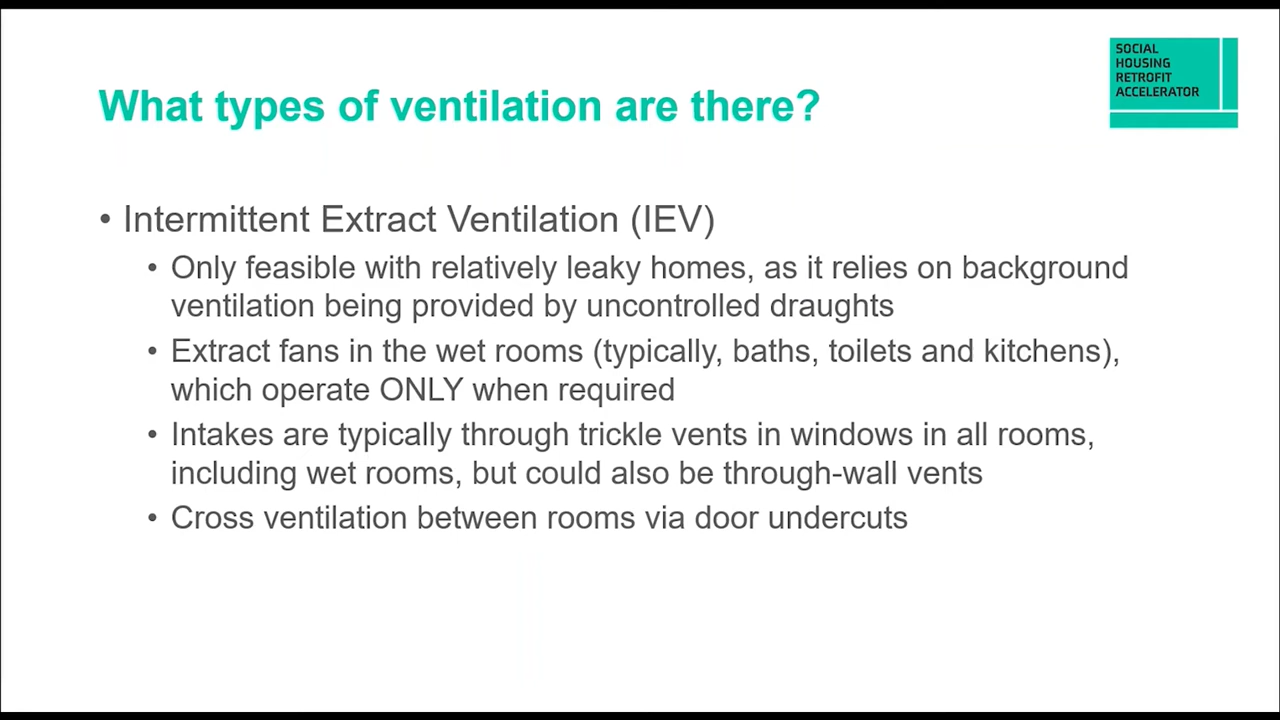 SOCIAL
HOUSING
RETROFIT
ACCELERATOR
What types of ventilation are there?
• Intermittent Extract Ventilation (IEV)
• Only feasible with relatively leaky homes, as it relies on background
ventilation being provided by uncontrolled draughts
• Extract fans in the wet rooms (typically, baths, toilets and kitchens),
which operate ONLY when required
• Intakes are typically through trickle vents in windows in all rooms,
including wet rooms, but could also be through-wall vents
• Cross ventilation between rooms via door undercuts